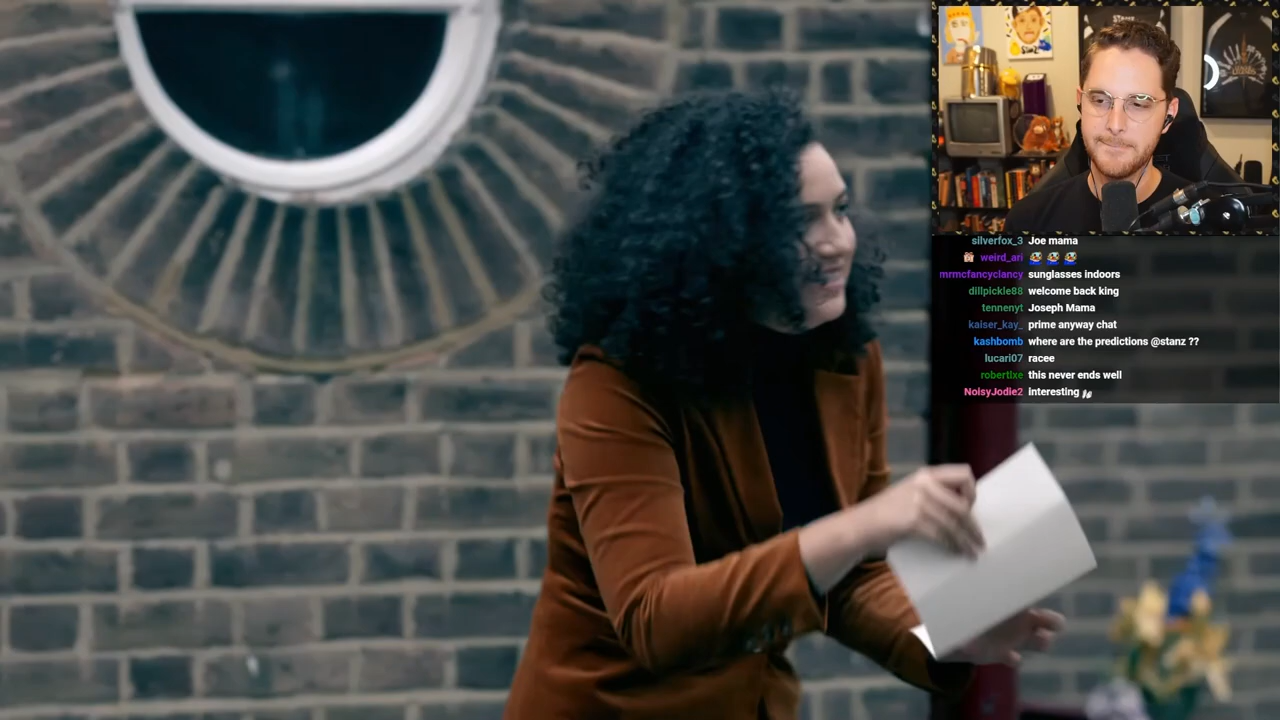 silverfox_3 Joe mama
weird_ari
mrmcfancyclancy sunglasses indoors
dillpickle88 welcome back king
tennenyt Joseph Mama
kaiser_kay_ prime anyway chat
kashbomb where are the predictions @stanz ??
lucari07 racee
robertlxe this never ends well
NoisyJodie2 interesting